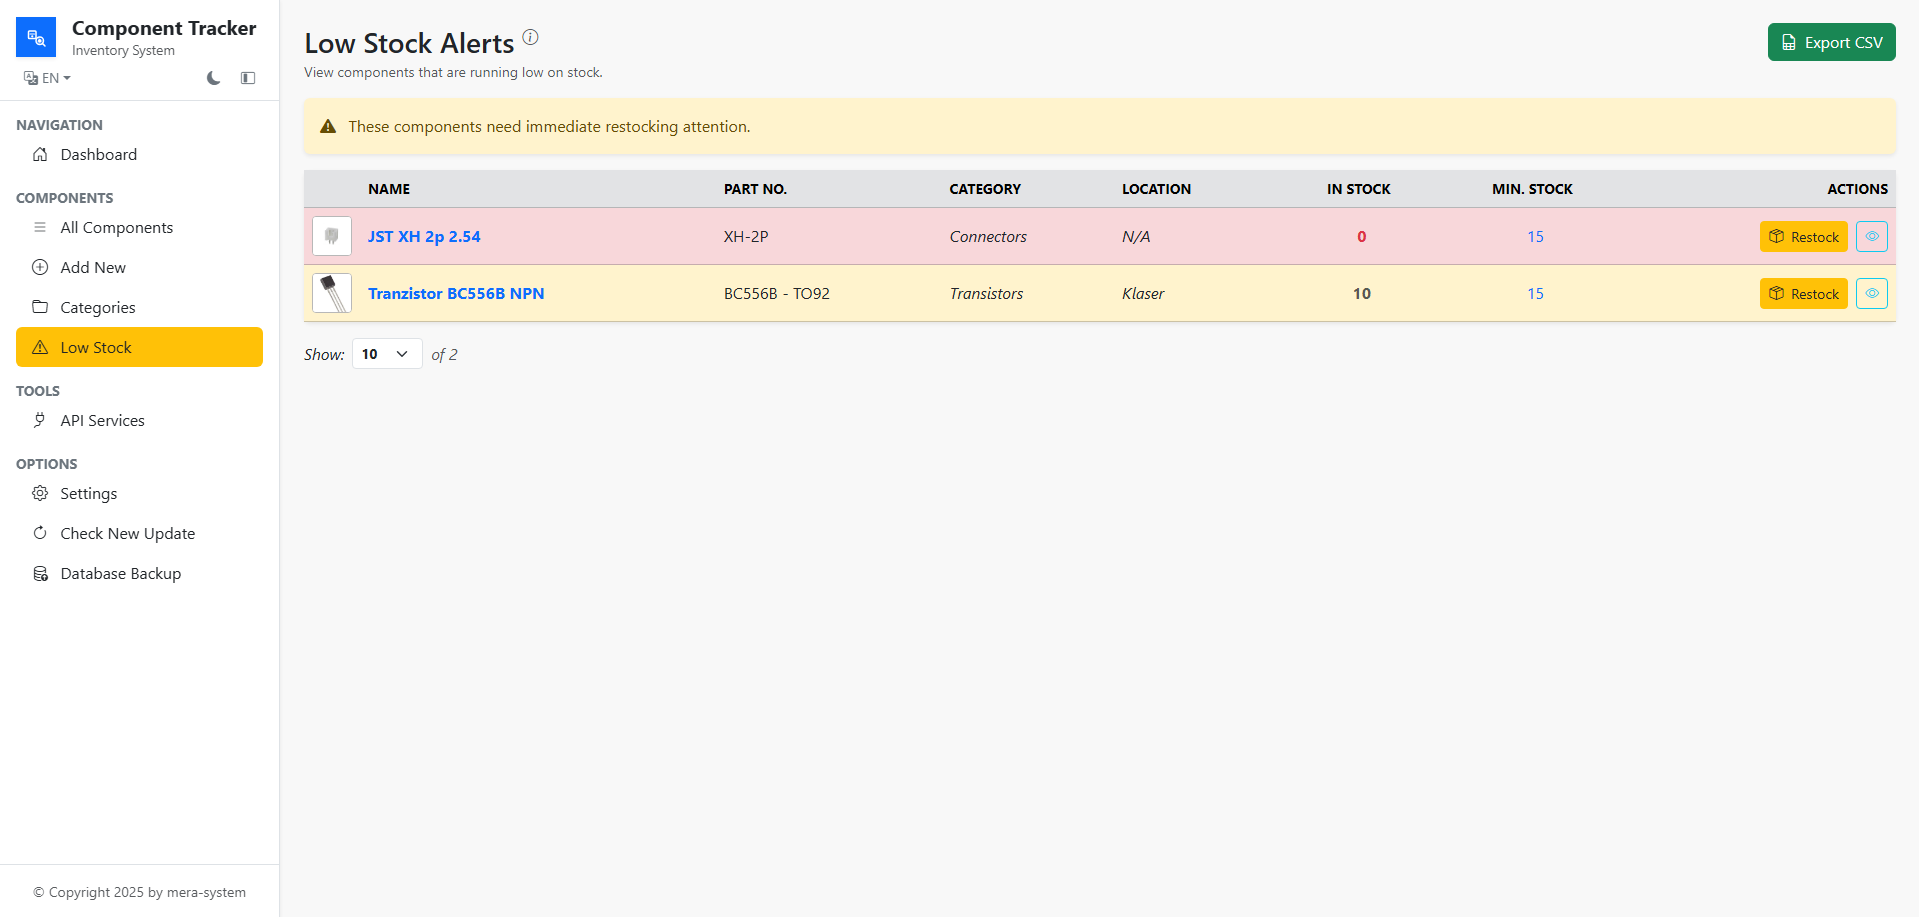 Component Tracker
Inventory System
EN
NAVIGATION
Dashboard
COMPONENTS
All Components
Add New
Categories
Low Stock
TOOLS
API Services
OPTIONS
Settings
Check New Update
Database Backup
© Copyright 2025 by mera-system
Low Stock Alerts
View components that are running low on stock.
Export CSV
These components need immediate restocking attention.
NAME PART NO. CATEGORY LOCATION IN STOCK MIN. STOCK ACTIONS
JST XH 2p 2.54 XH-2P Connectors N/A 0 15 Restock
Tranzistor BC556B NPN BC556B - TO92 Transistors Klaser 10 15 Restock
Show: 10 of 2